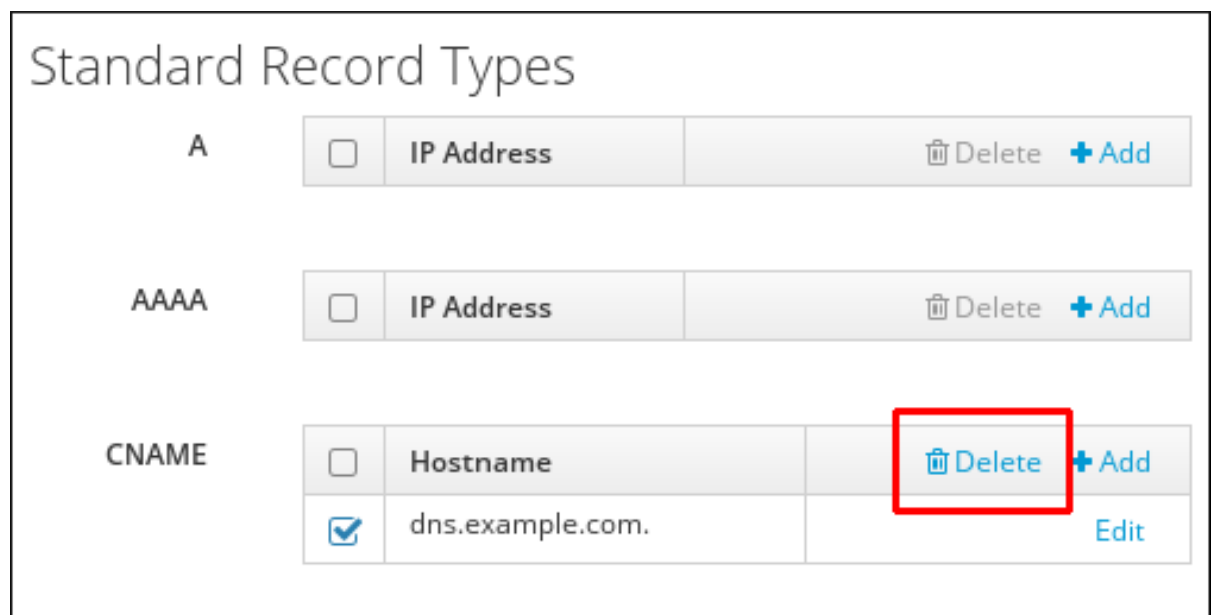 Standard Record Types
A IP Address Delete Add
AAAA IP Address Delete Add
CNAME Hostname Delete Add
dns.example.com. Edit